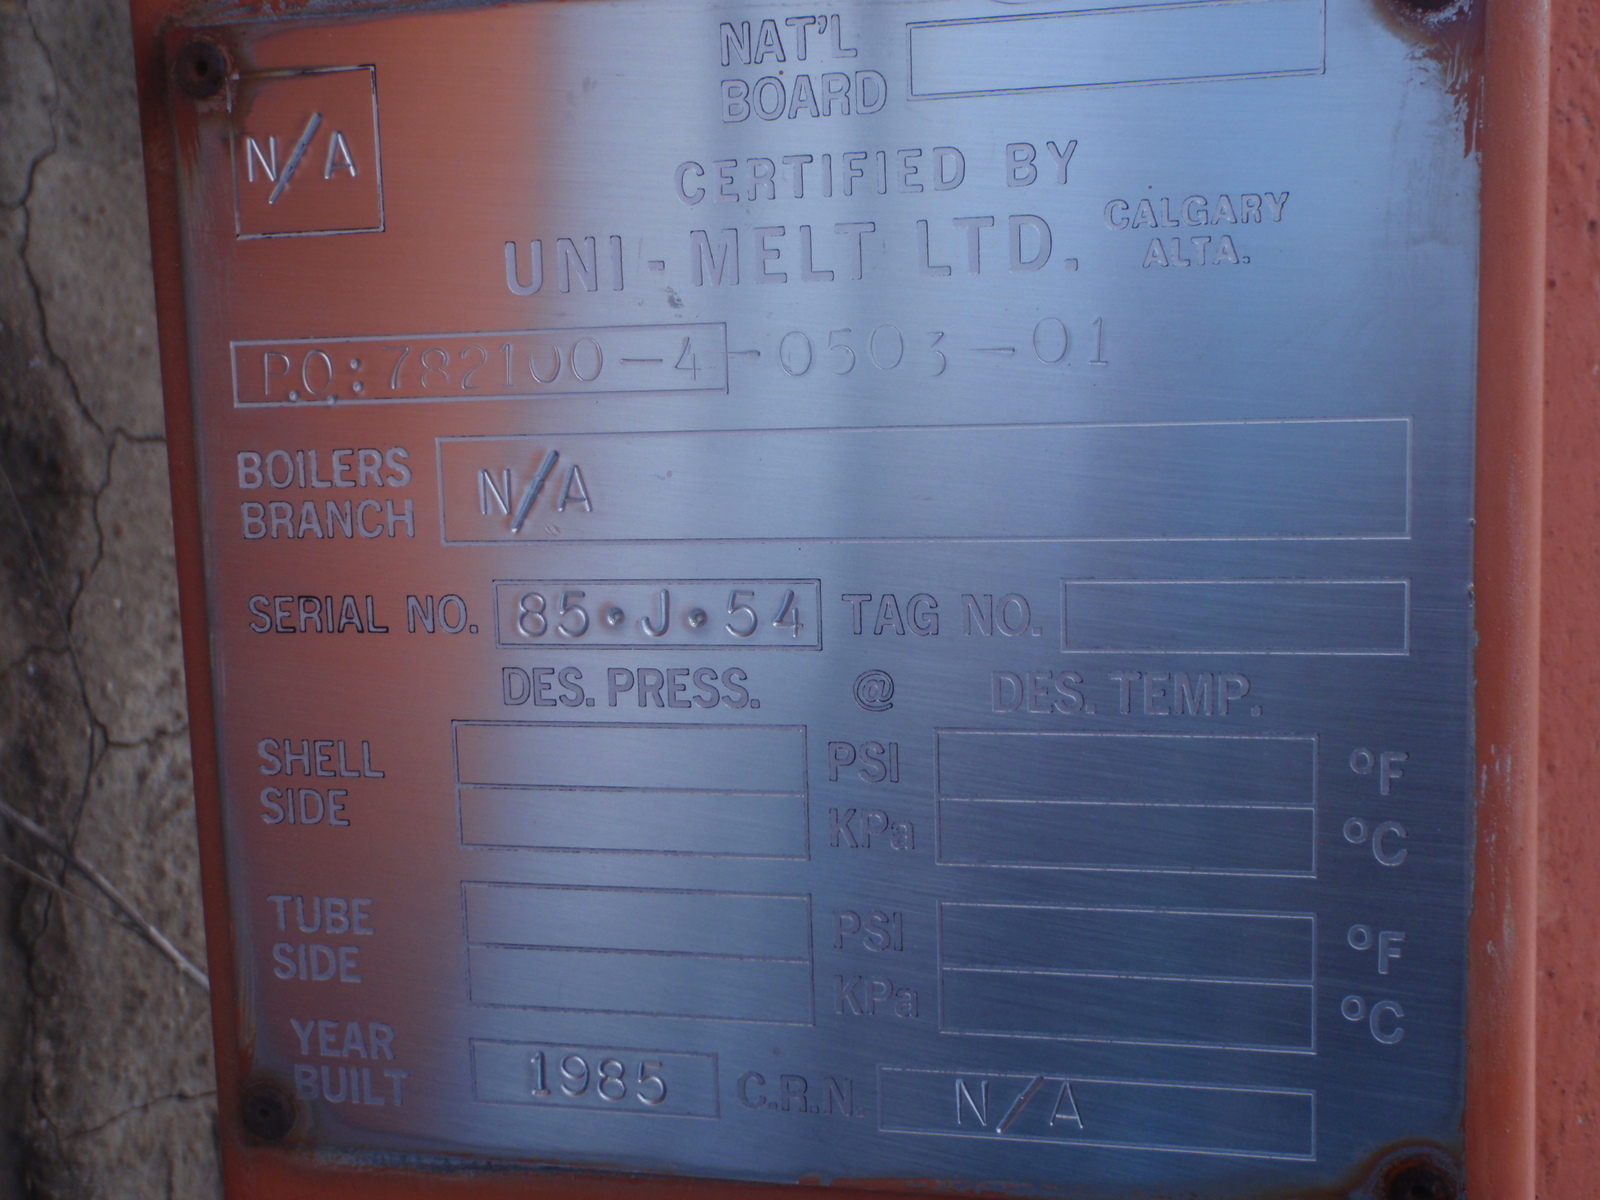 NAT'L
BOARD
N/A
CERTIFIED BY
UNI-MELT LTD. CALGARY
ALTA.
P.O.:782100-4-0503-01
BOILERS
BRANCH N/A
SERIAL NO. 85•J•54 TAG NO.
DES. PRESS. @ DES. TEMP.
SHELL
SIDE
PSI °F
KPa °C
TUBE
SIDE
PSI °F
KPa °C
YEAR
BUILT 1985 C.R.N. N/A